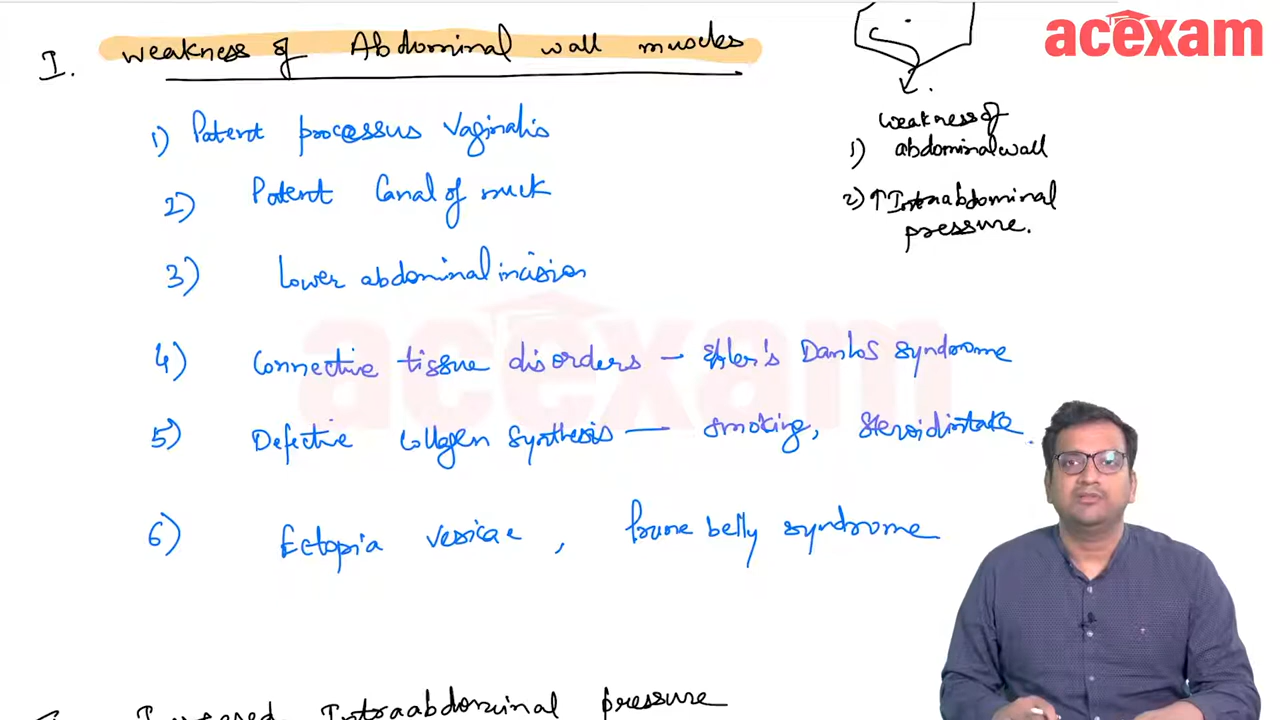 acexam
I. weakness of Abdominal wall muscles
1) Patent processus vaginalis
2) Patent Canal of nuck
3) Lower abdominal incision
4) Connective tissue disorders - Ehler's Danlos syndrome
5) Defective collagen synthesis — smoking, steroid intake
6) Ectopia vesicae, Prune belly syndrome
weakness of
1) abdominal wall
2) ↑ Intraabdominal
pressure.
acexam
Intraabdominal pressure